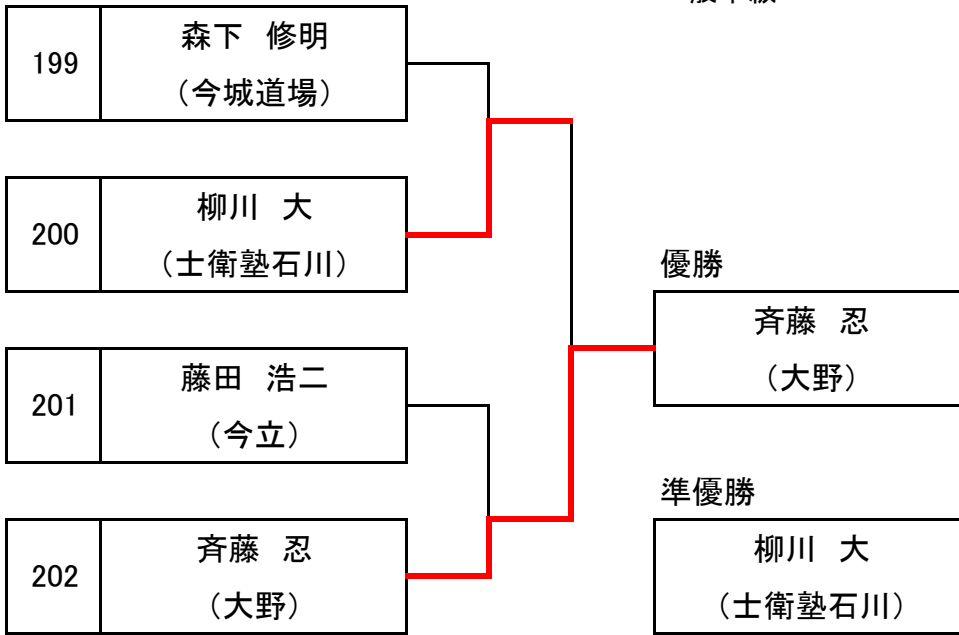 199
森下　修明
（今城道場）
200
柳川　大
（士衛塾石川）
201
藤田　浩二
（今立）
202
斉藤　忍
（大野）
優勝
斉藤　忍
（大野）
準優勝
柳川　大
（士衛塾石川）